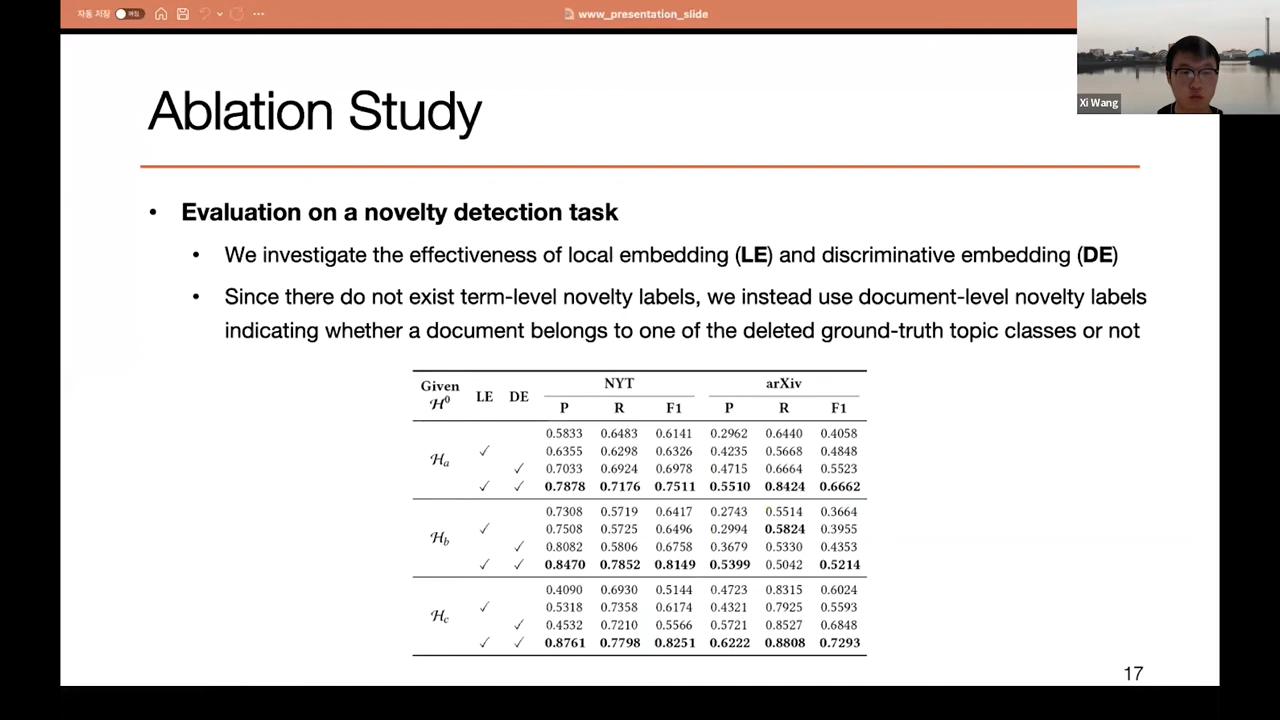 자동 저장 꺼짐 www_presentation_slide
Xi Wang
Ablation Study
• Evaluation on a novelty detection task
• We investigate the effectiveness of local embedding (LE) and discriminative embedding (DE)
• Since there do not exist term-level novelty labels, we instead use document-level novelty labels
indicating whether a document belongs to one of the deleted ground-truth topic classes or not
Given ℋ⁰ LE DE NYT arXiv
P R F1 P R F1
0.5833 0.6483 0.6141 0.2962 0.6440 0.4058
ℋa ✓ 0.6355 0.6298 0.6326 0.4235 0.5668 0.4848
✓ 0.7033 0.6924 0.6978 0.4715 0.6664 0.5523
✓ ✓ 0.7878 0.7176 0.7511 0.5510 0.8424 0.6662
0.7308 0.5719 0.6417 0.2743 0.5514 0.3664
ℋb ✓ 0.7508 0.5725 0.6496 0.2994 0.5824 0.3955
✓ 0.8082 0.5806 0.6758 0.3679 0.5330 0.4353
✓ ✓ 0.8470 0.7852 0.8149 0.5399 0.5042 0.5214
0.4090 0.6930 0.5144 0.4723 0.8315 0.6024
ℋc ✓ 0.5318 0.7358 0.6174 0.4321 0.7925 0.5593
✓ 0.4532 0.7210 0.5566 0.5721 0.8527 0.6848
✓ ✓ 0.8761 0.7798 0.8251 0.6222 0.8808 0.7293
17